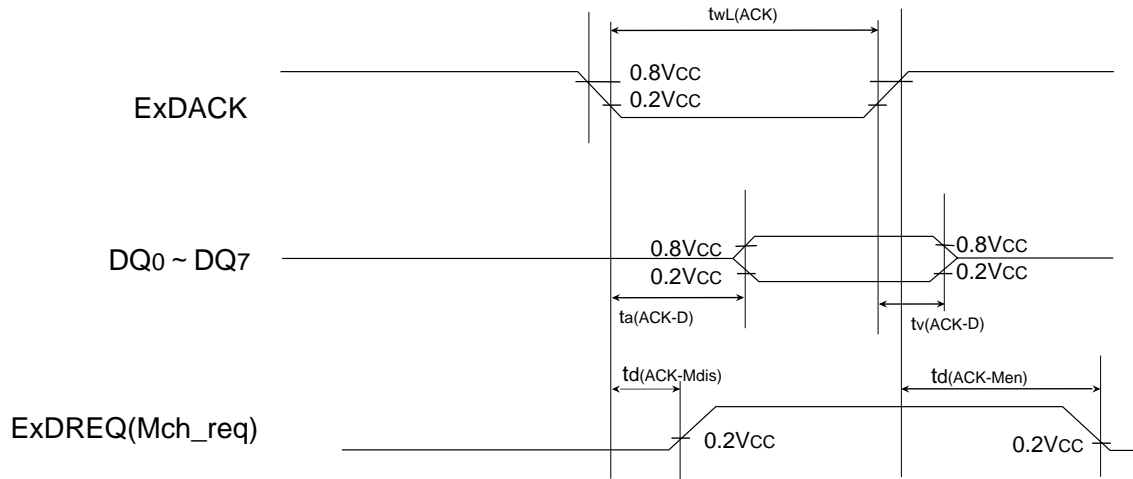 twL(ACK)
0.8VCC
0.2VCC
ExDACK
0.8VCC
0.8VCC
DQ0 ~ DQ7
0.2VCC
0.2VCC
ta(ACK-D)
tv(ACK-D)
td(ACK-Mdis)
td(ACK-Men)
ExDREQ(Mch_req)
0.2VCC
0.2VCC